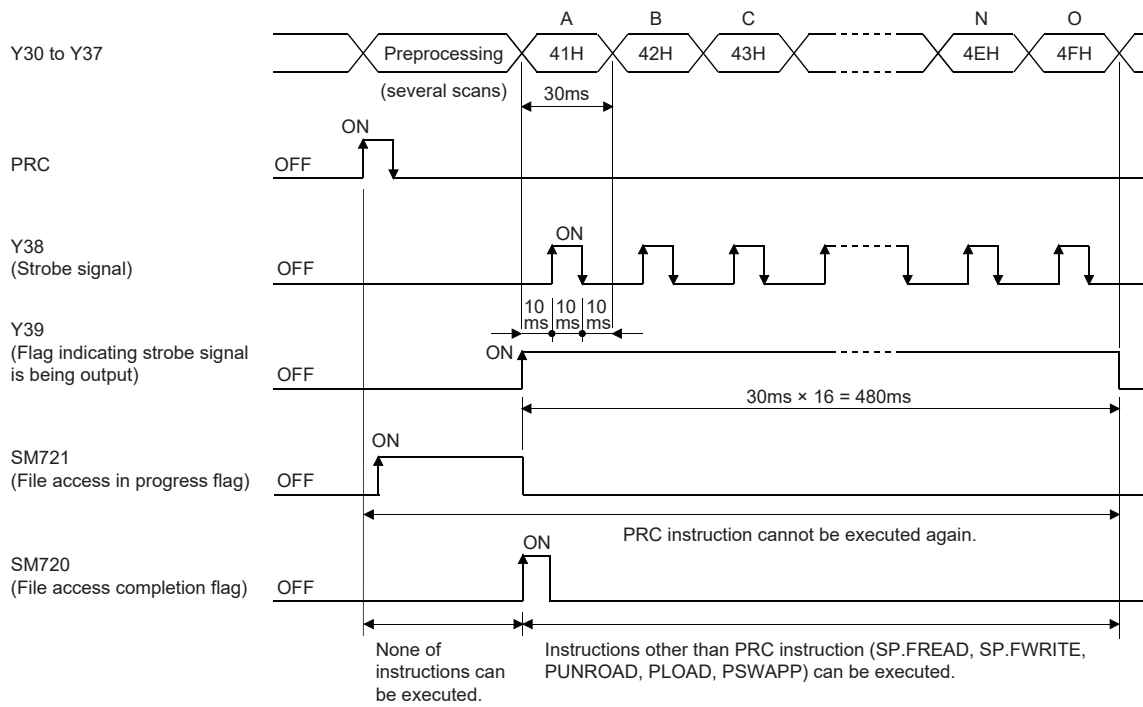 A B C N O
Y30 to Y37
Preprocessing 41H 42H 43H 4EH 4FH
(several scans)
30ms
ON
PRC
OFF
Y38
(Strobe signal)
ON
OFF
10 ms 10 ms 10 ms
Y39
(Flag indicating strobe signal
is being output)
ON
OFF
30ms × 16 = 480ms
SM721
(File access in progress flag)
ON
OFF
PRC instruction cannot be executed again.
SM720
(File access completion flag)
ON
OFF
None of
instructions can
be executed.
Instructions other than PRC instruction (SP.FREAD, SP.FWRITE,
PUNROAD, PLOAD, PSWAPP) can be executed.